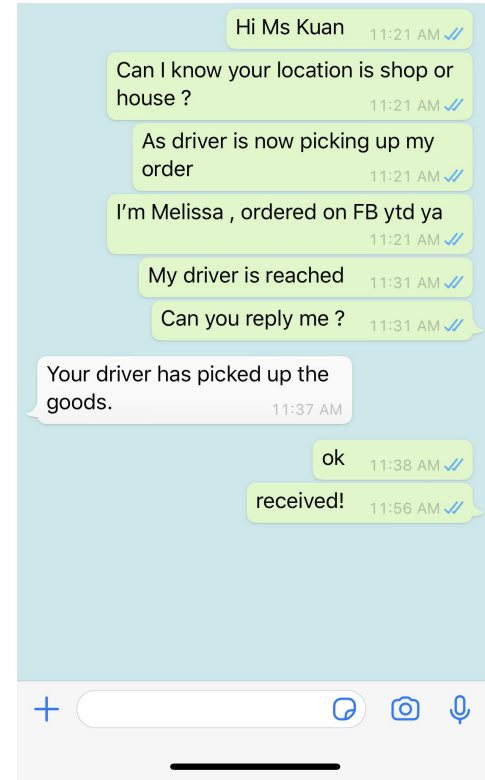 Hi Ms Kuan 11:21 AM
Can I know your location is shop or
house ? 11:21 AM
As driver is now picking up my
order 11:21 AM
I'm Melissa , ordered on FB ytd ya
11:21 AM
My driver is reached 11:31 AM
Can you reply me ? 11:31 AM
Your driver has picked up the
goods. 11:37 AM
ok 11:38 AM
received! 11:56 AM